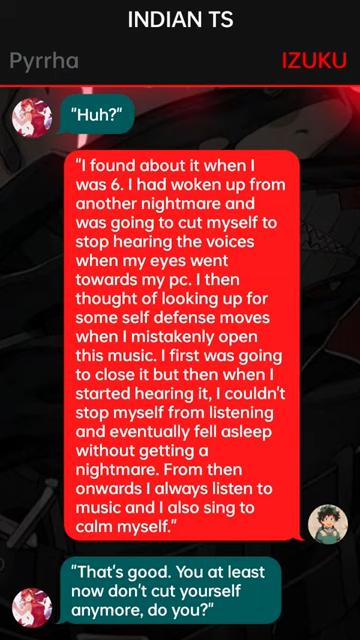 INDIAN TS
Pyrrha
IZUKU
"Huh?"
"I found about it when I
was 6. I had woken up from
another nightmare and
was going to cut myself to
stop hearing the voices
when my eyes went
towards my pc. I then
thought of looking up for
some self defense moves
when I mistakenly open
this music. I first was going
to close it but then when I
started hearing it, I couldn't
stop myself from listening
and eventually fell asleep
without getting a
nightmare. From then
onwards I always listen to
music and I also sing to
calm myself."
"That's good. You at least
now don't cut yourself
anymore, do you?"